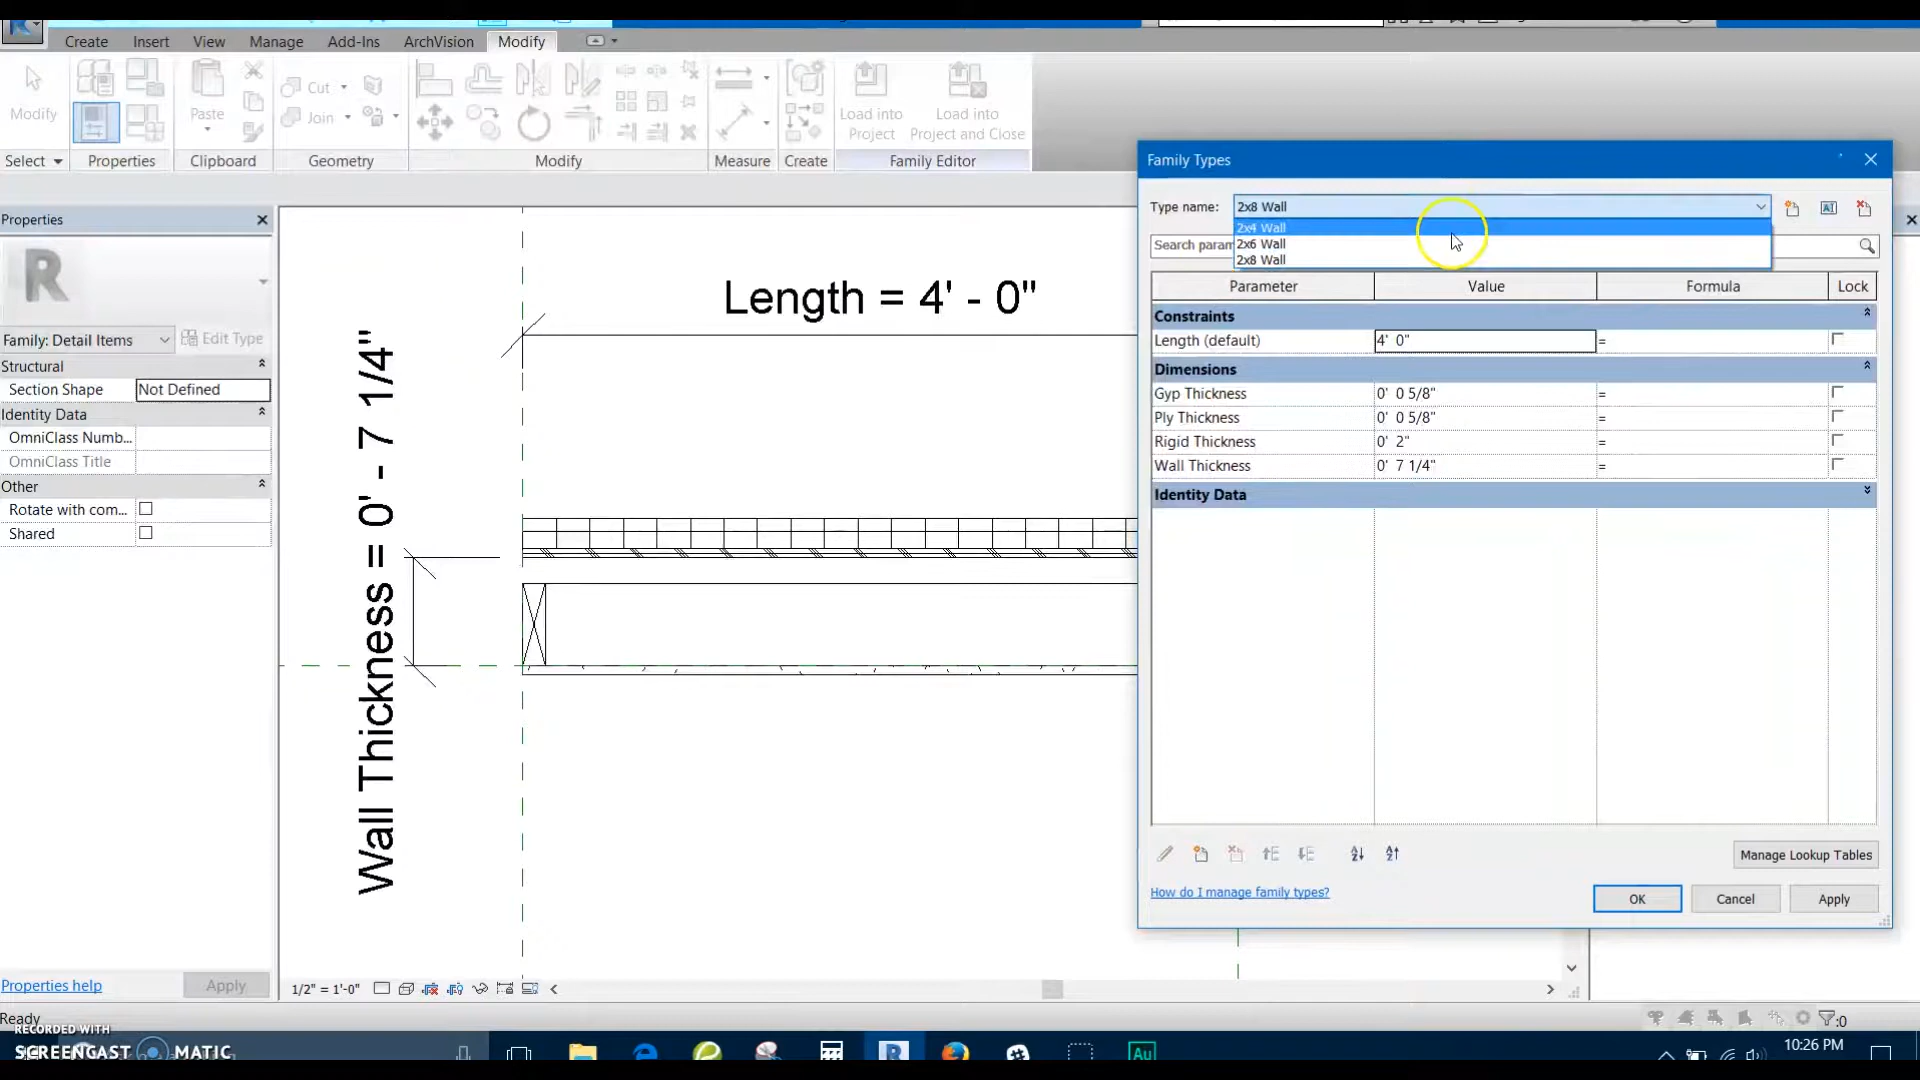 Create Insert View Manage Add-Ins ArchVision Modify
Modify
Paste
Cut
Join
Load into Project
Load into Project and Close
Select Properties Clipboard Geometry Modify Measure Create Family Editor
Properties
Family: Detail Items Edit Type
Structural
Section Shape Not Defined
Identity Data
OmniClass Numb...
OmniClass Title
Other
Rotate with com...
Shared
Properties help Apply
Length = 4' - 0"
Wall Thickness = 0' - 7 1/4"
1/2" = 1'-0"
Family Types
Type name: 2x8 Wall
2x4 Wall
2x6 Wall
2x8 Wall
Search param
Parameter Value Formula Lock
Constraints
Length (default) 4' 0" =
Dimensions
Gyp Thickness 0' 0 5/8" =
Ply Thickness 0' 0 5/8" =
Rigid Thickness 0' 2" =
Wall Thickness 0' 7 1/4" =
Identity Data
Manage Lookup Tables
How do I manage family types?
OK Cancel Apply
Ready
:0
RECORDED WITH
SCREENCAST MATIC
Au
10:26 PM